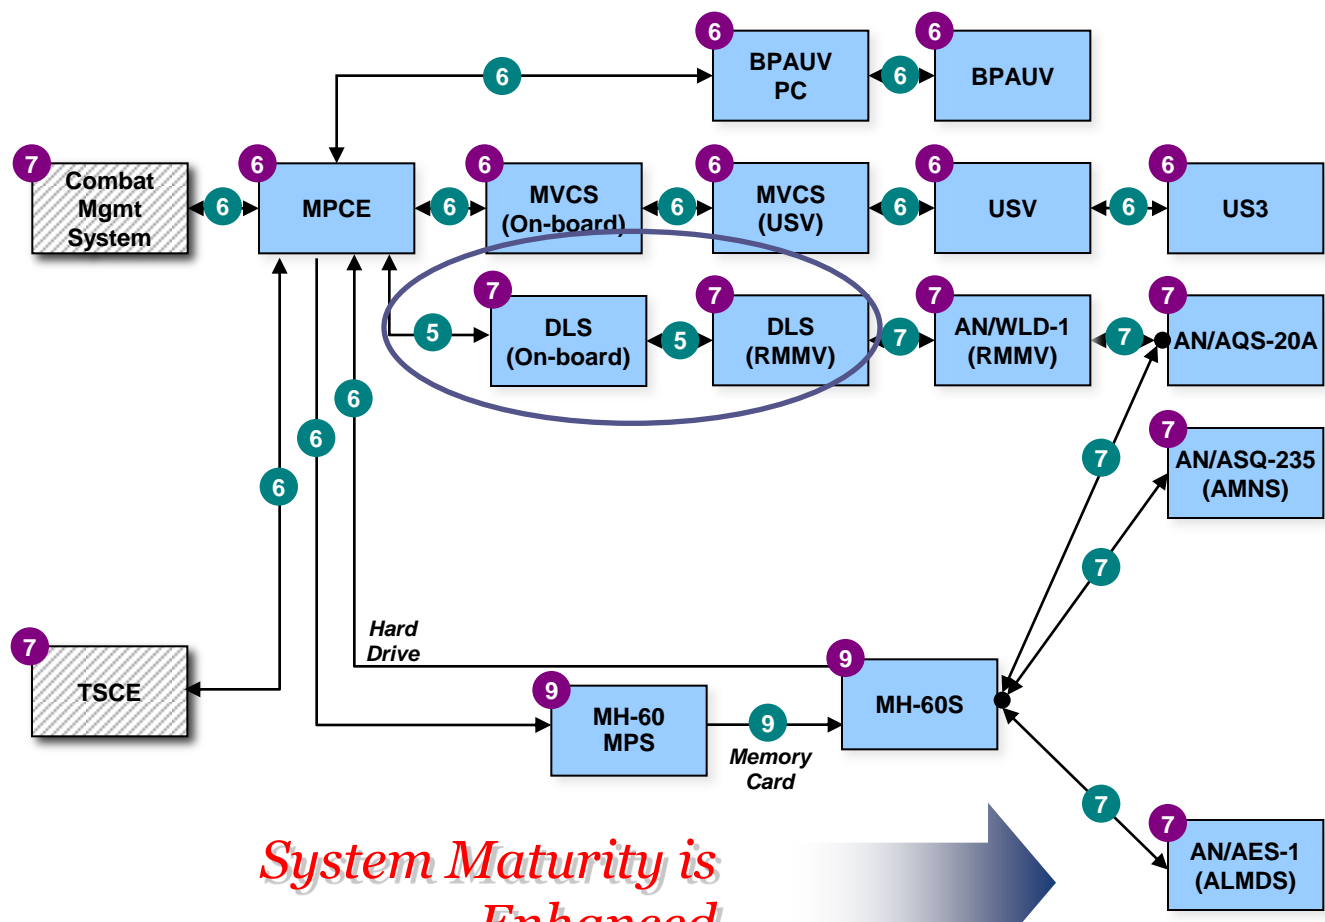 6
BPAUV
PC
6
6
6
BPAUV
7
Combat
Mgmt
System
6
6
MPCE
6
6
MVCS
(On-board)
6
6
MVCS
(USV)
6
6
USV
6
6
US3
5
7
DLS
(On-board)
5
7
DLS
(RMMV)
7
7
AN/WLD-1
(RMMV)
7
7
AN/AQS-20A
6
6
6
7
7
AN/ASQ-235
(AMNS)
7
7
TSCE
Hard
Drive
9
MH-60
MPS
9
Memory
Card
9
MH-60S
7
7
AN/AES-1
(ALMDS)
System Maturity is
Enhanced